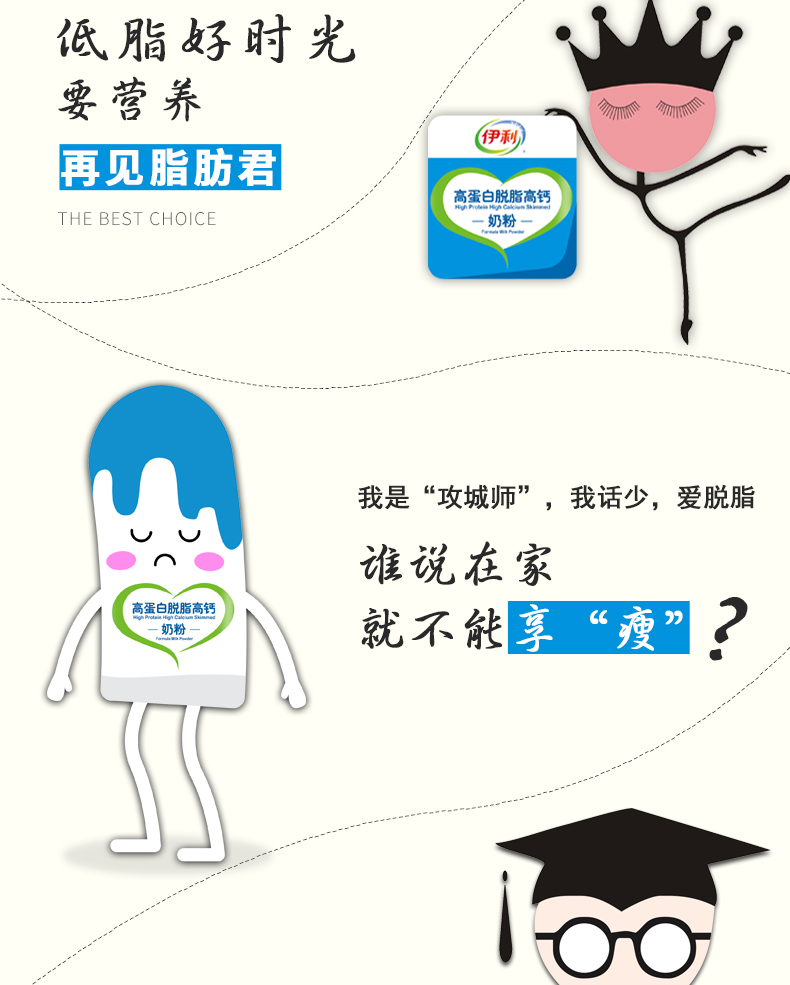 低脂好时光
要营养
再见脂肪君
THE BEST CHOICE
伊利
高蛋白脱脂高钙
High Protein High Calcium Skimmed
奶粉
Formula Milk Powder
我是“攻城师”，我话少，爱脱脂
谁说在家
就不能享“瘦”？
高蛋白脱脂高钙
High Protein High Calcium Skimmed
奶粉
Formula Milk Powder